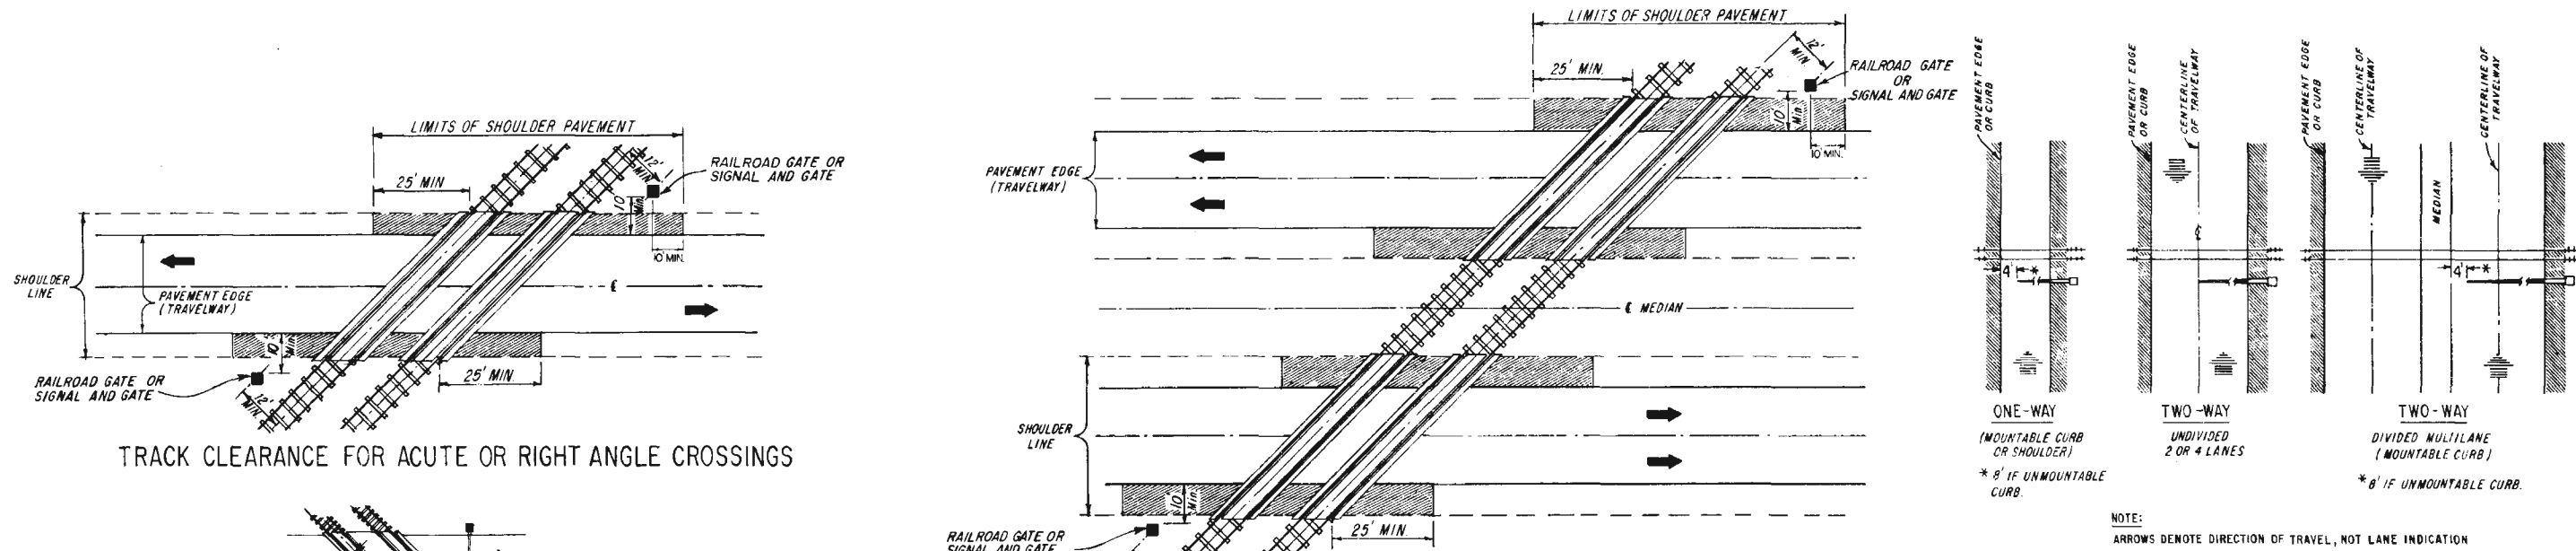 LIMITS OF SHOULDER PAVEMENT
25' MIN
12'
MIN
RAILROAD GATE OR
SIGNAL AND GATE
10'
Min
10' MIN.
SHOULDER
LINE
PAVEMENT EDGE
(TRAVELWAY)
℄
10'
Min
25' MIN.
RAILROAD GATE OR
SIGNAL AND GATE
12'
MIN.
TRACK CLEARANCE FOR ACUTE OR RIGHT ANGLE CROSSINGS
LIMITS OF SHOULDER PAVEMENT
25' MIN.
12'
MIN
RAILROAD GATE
OR
SIGNAL AND GATE
10'
Min
10' MIN.
PAVEMENT EDGE
(TRAVELWAY)
℄ MEDIAN
SHOULDER
LINE
10'
Min.
25' MIN.
RAILROAD GATE OR
SIGNAL AND GATE
PAVEMENT EDGE
OR CURB
4' *
ONE-WAY
(MOUNTABLE CURB
OR SHOULDER)
* 8' IF UNMOUNTABLE
CURB.
PAVEMENT EDGE
OR CURB
CENTERLINE
OF TRAVELWAY
℄
TWO-WAY
UNDIVIDED
2 OR 4 LANES
PAVEMENT EDGE
OR CURB
CENTERLINE OF
TRAVELWAY
MEDIAN
CENTERLINE OF
TRAVELWAY
4' *
TWO-WAY
DIVIDED MULTILANE
(MOUNTABLE CURB)
* 8' IF UNMOUNTABLE CURB.
NOTE:
ARROWS DENOTE DIRECTION OF TRAVEL, NOT LANE INDICATION